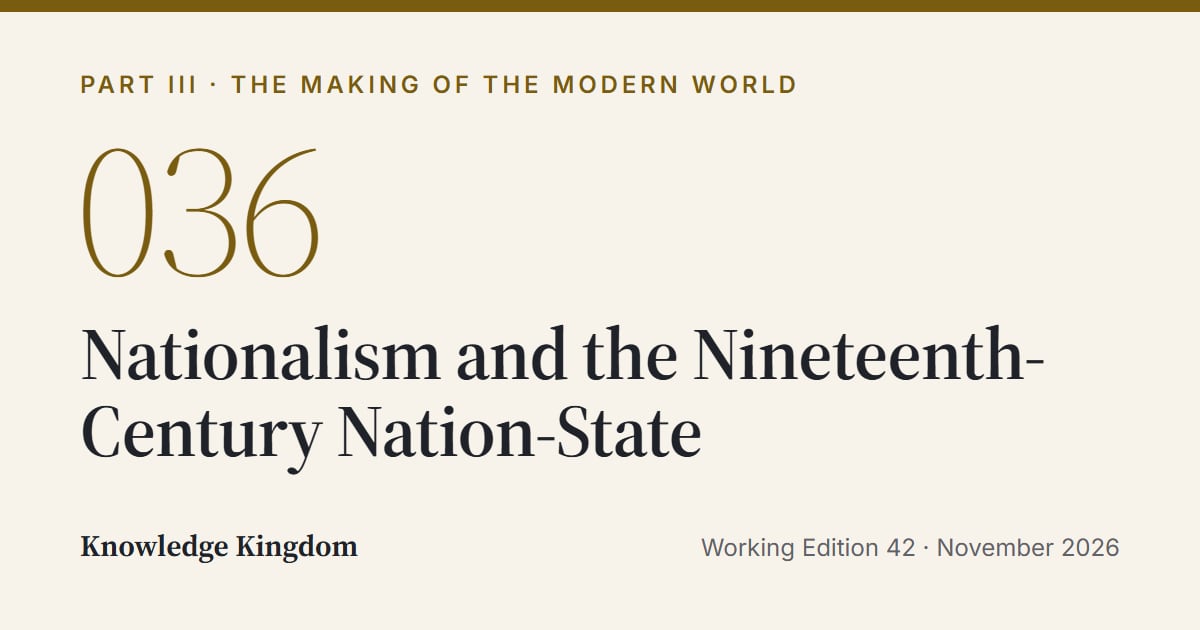 PART III · THE MAKING OF THE MODERN WORLD
036
Nationalism and the Nineteenth-
Century Nation-State
Knowledge Kingdom
Working Edition 42 · November 2026